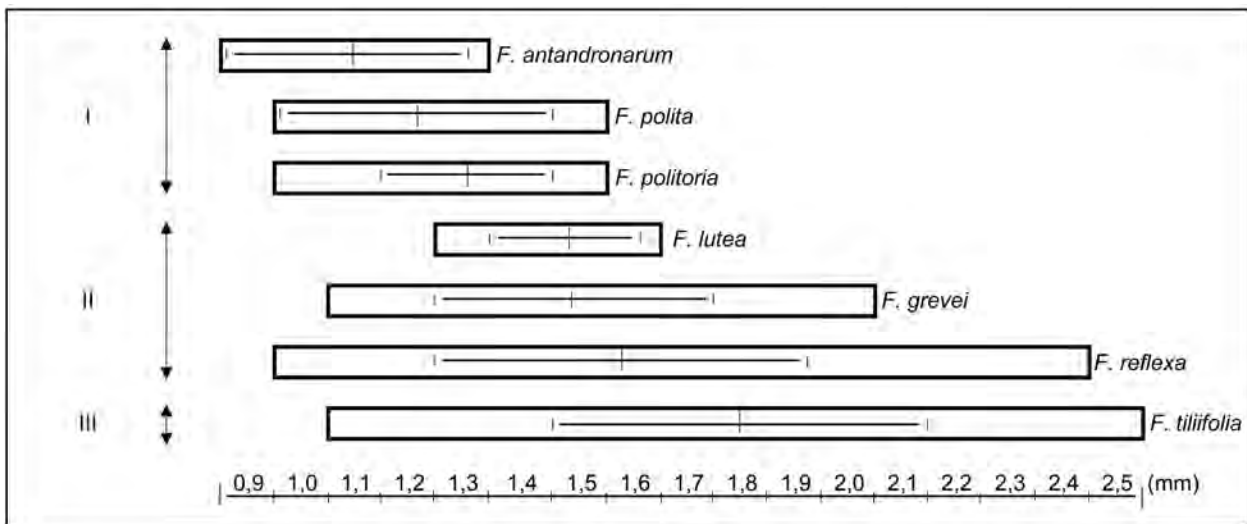 F. antandronarum
I
F. polita
F. politoria
F. lutea
II
F. grevei
F. reflexa
III
F. tiliifolia
0,9 1,0 1,1 1,2 1,3 1,4 1,5 1,6 1,7 1,8 1,9 2,0 2,1 2,2 2,3 2,4 2,5 (mm)